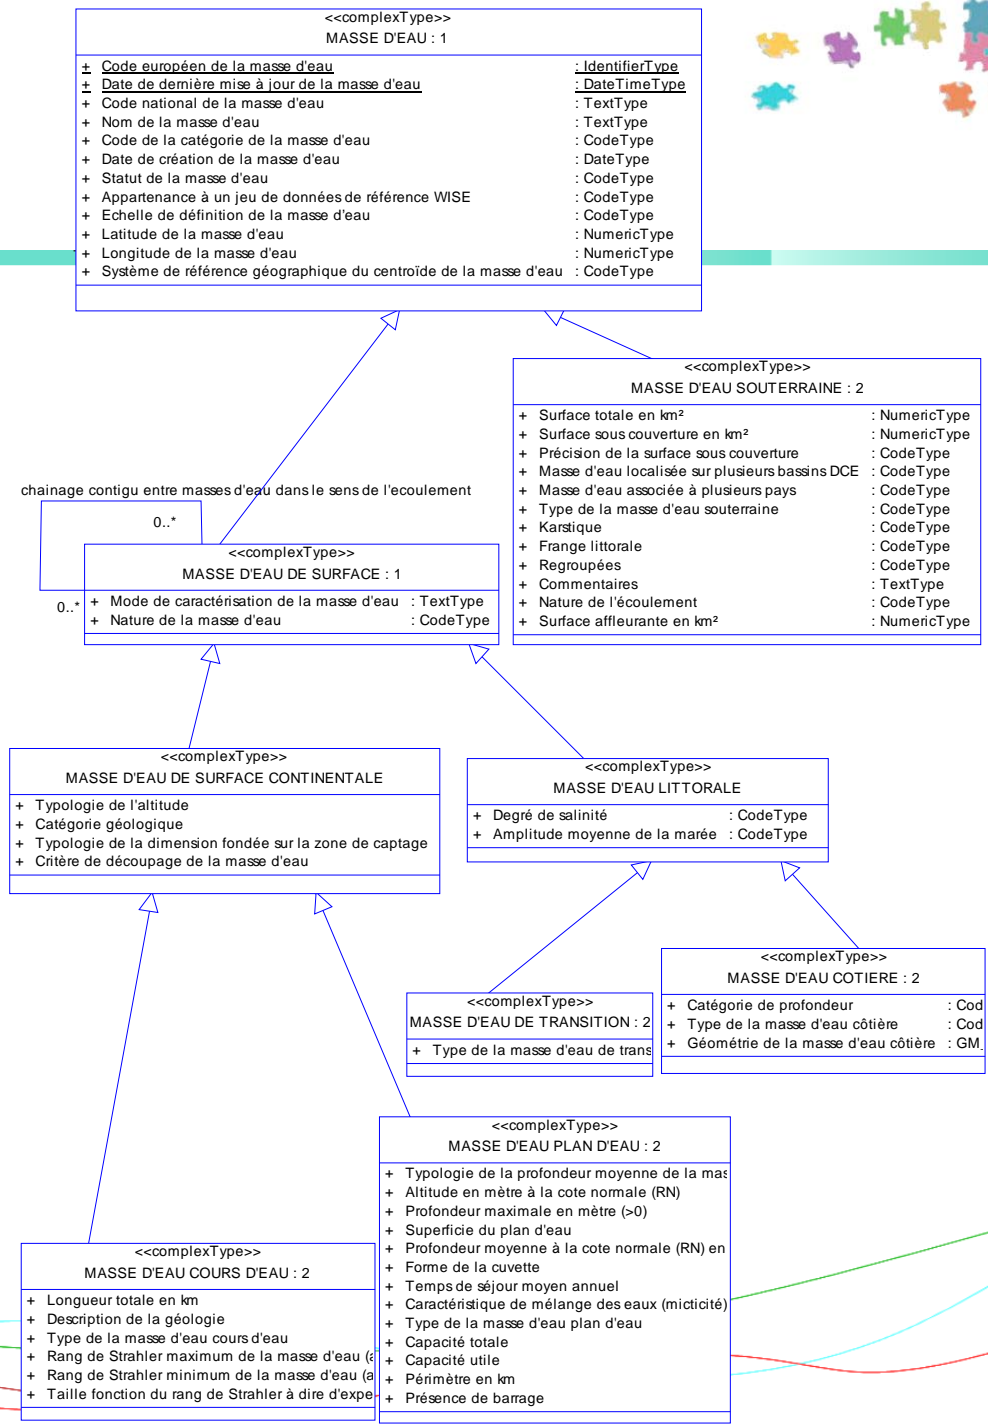 <<complexType>>
MASSE D'EAU : 1
+ Code européen de la masse d'eau : IdentifierType
+ Date de dernière mise à jour de la masse d'eau : DateTimeType
+ Code national de la masse d'eau : TextType
+ Nom de la masse d'eau : TextType
+ Code de la catégorie de la masse d'eau : CodeType
+ Date de création de la masse d'eau : DateType
+ Statut de la masse d'eau : CodeType
+ Appartenance à un jeu de données de référence WISE : CodeType
+ Echelle de définition de la masse d'eau : CodeType
+ Latitude de la masse d'eau : NumericType
+ Longitude de la masse d'eau : NumericType
+ Système de référence géographique du centroïde de la masse d'eau : CodeType
<<complexType>>
MASSE D'EAU SOUTERRAINE : 2
+ Surface totale en km² : NumericType
+ Surface sous couverture en km² : NumericType
+ Précision de la surface sous couverture : CodeType
+ Masse d'eau localisée sur plusieurs bassins DCE : CodeType
+ Masse d'eau associée à plusieurs pays : CodeType
+ Type de la masse d'eau souterraine : CodeType
+ Karstique : CodeType
+ Frange littorale : CodeType
+ Regroupées : CodeType
+ Commentaires : TextType
+ Nature de l'écoulement : CodeType
+ Surface affleurante en km² : NumericType
chainage contigu entre masses d'eau dans le sens de l'ecoulement
0..*
0..*
<<complexType>>
MASSE D'EAU DE SURFACE : 1
+ Mode de caractérisation de la masse d'eau : TextType
+ Nature de la masse d'eau : CodeType
<<complexType>>
MASSE D'EAU DE SURFACE CONTINENTALE
+ Typologie de l'altitude
+ Catégorie géologique
+ Typologie de la dimension fondée sur la zone de captage
+ Critère de découpage de la masse d'eau
<<complexType>>
MASSE D'EAU LITTORALE
+ Degré de salinité : CodeType
+ Amplitude moyenne de la marée : CodeType
<<complexType>>
MASSE D'EAU DE TRANSITION : 2
+ Type de la masse d'eau de trans
<<complexType>>
MASSE D'EAU COTIERE : 2
+ Catégorie de profondeur : Cod
+ Type de la masse d'eau côtière : Cod
+ Géométrie de la masse d'eau côtière : GM_
<<complexType>>
MASSE D'EAU PLAN D'EAU : 2
+ Typologie de la profondeur moyenne de la mas
+ Altitude en mètre à la cote normale (RN)
+ Profondeur maximale en mètre (>0)
+ Superficie du plan d'eau
+ Profondeur moyenne à la cote normale (RN) en
+ Forme de la cuvette
+ Temps de séjour moyen annuel
+ Caractéristique de mélange des eaux (micticité)
+ Type de la masse d'eau plan d'eau
+ Capacité totale
+ Capacité utile
+ Périmètre en km
+ Présence de barrage
<<complexType>>
MASSE D'EAU COURS D'EAU : 2
+ Longueur totale en km
+ Description de la géologie
+ Type de la masse d'eau cours d'eau
+ Rang de Strahler maximum de la masse d'eau (a
+ Rang de Strahler minimum de la masse d'eau (a
+ Taille fonction du rang de Strahler à dire d'expe